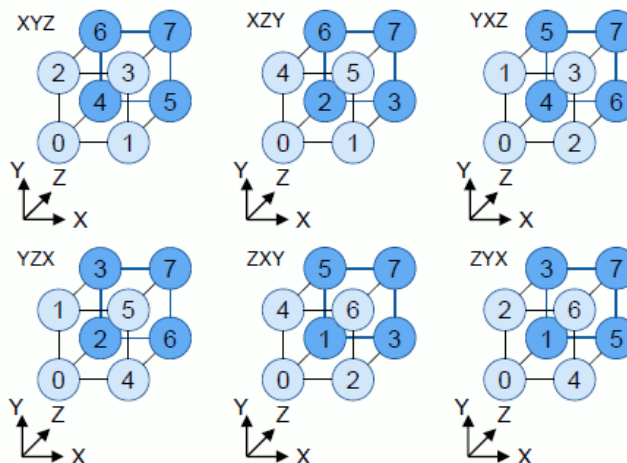 XYZ 6 7 XZY 6 7 YXZ 5 7
2 3 4 5 1 3
4 5 2 3 4 6
0 1 0 1 0 2
Y Z Y Z Y Z
X X X
YZX 3 7 ZXY 5 7 ZYX 3 7
1 5 4 6 2 6
2 6 1 3 1 5
0 4 0 2 0 4
Y Z Y Z Y Z
X X X